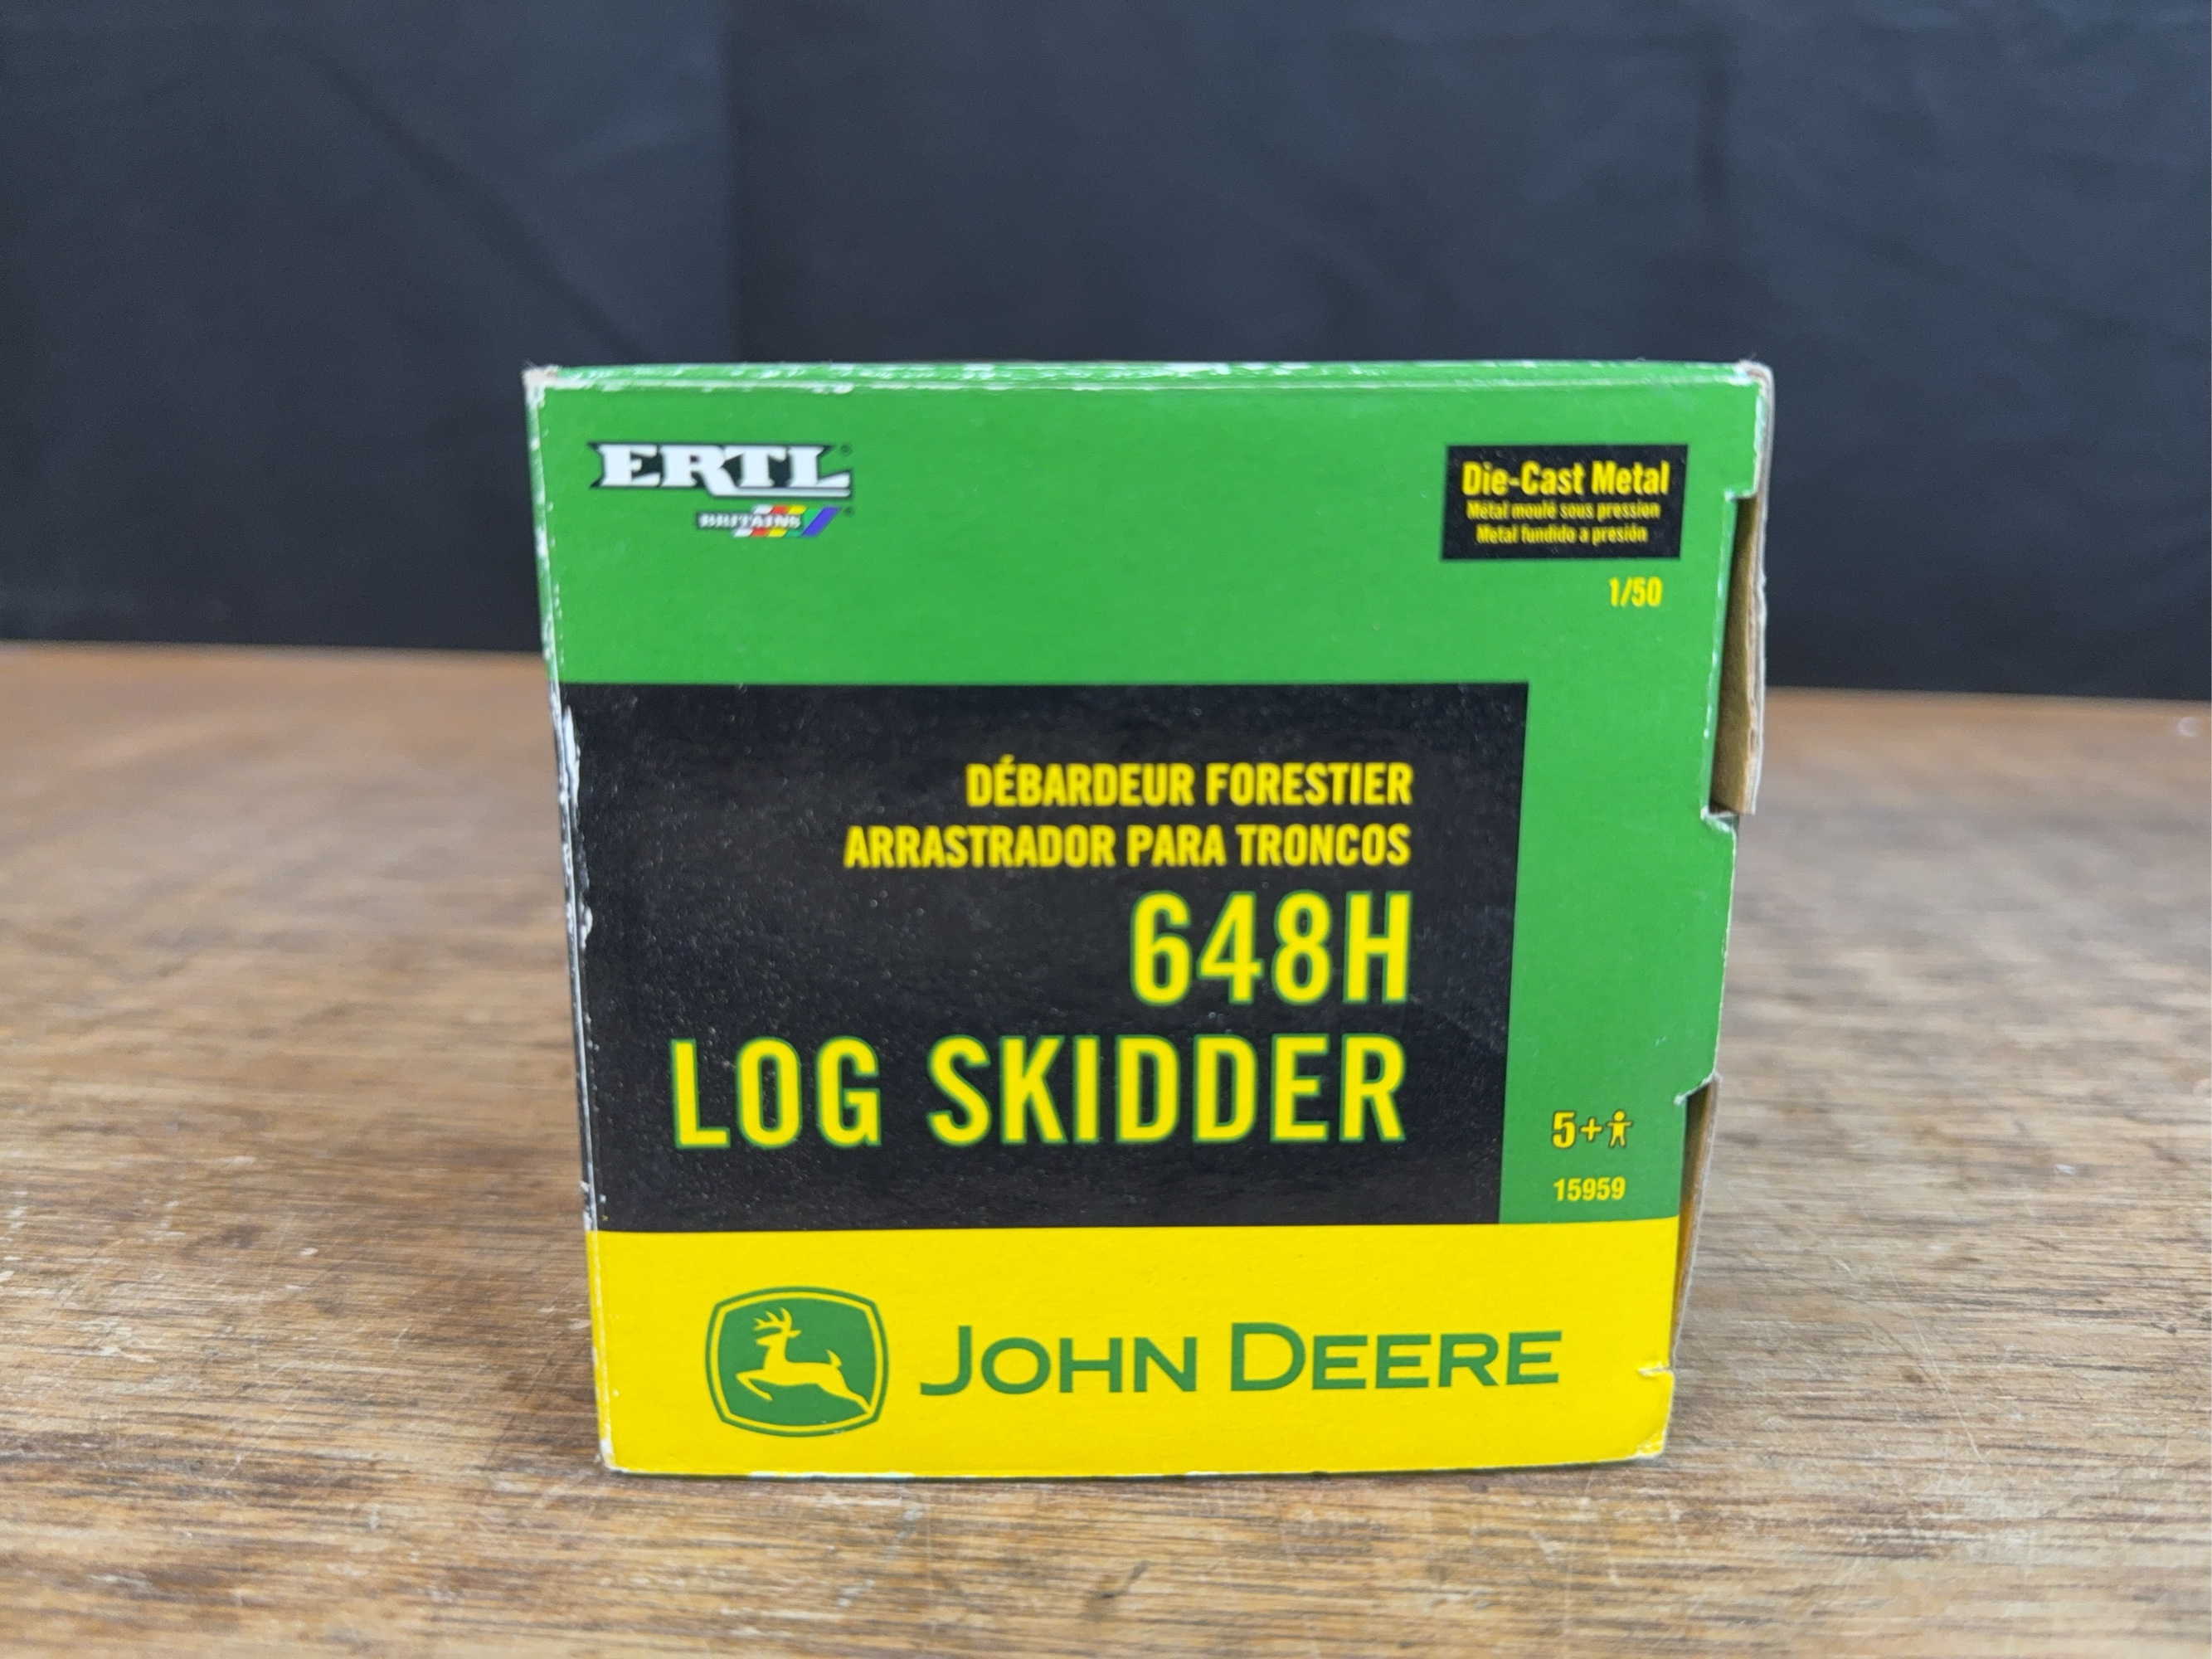 ERTL®
BRITAINS®
Die-Cast Metal
Métal moulé sous pression
Metal fundido a presión
1/50
DÉBARDEUR FORESTIER
ARRASTRADOR PARA TRONCOS
648H
LOG SKIDDER
5+
15959
JOHN DEERE